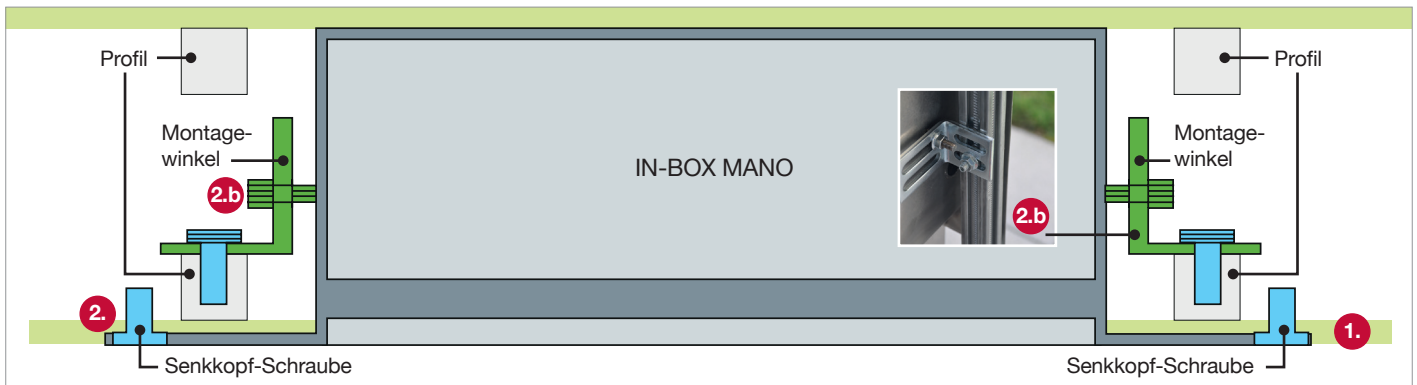 Profil
Profil
Montage-
winkel
Montage-
winkel
IN-BOX MANO
2.b
2.b
2.
1.
Senkkopf-Schraube
Senkkopf-Schraube